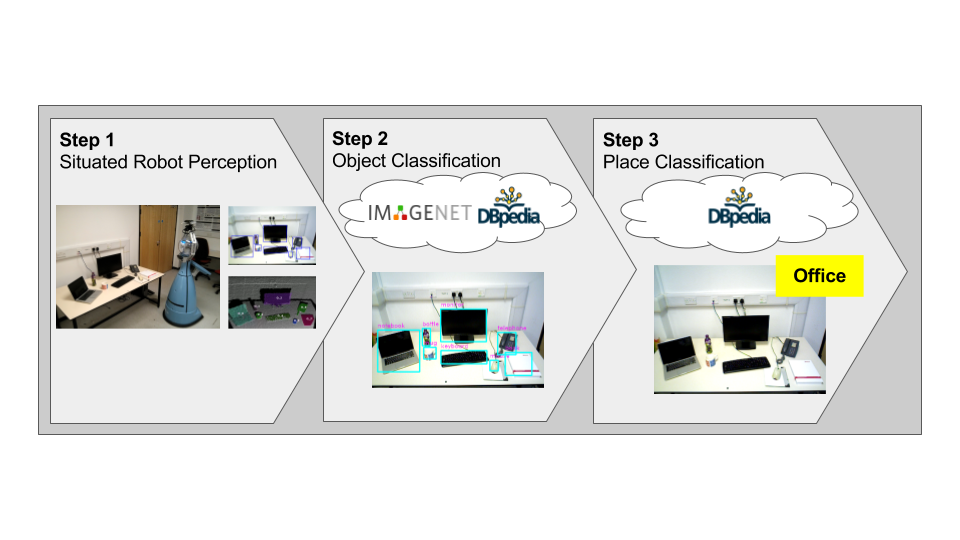 Step 1
Situated Robot Perception
Step 2
Object Classification
IMAGENET
DBpedia
monitor
notebook
bottle
telephone
keyboard
Step 3
Place Classification
DBpedia
Office